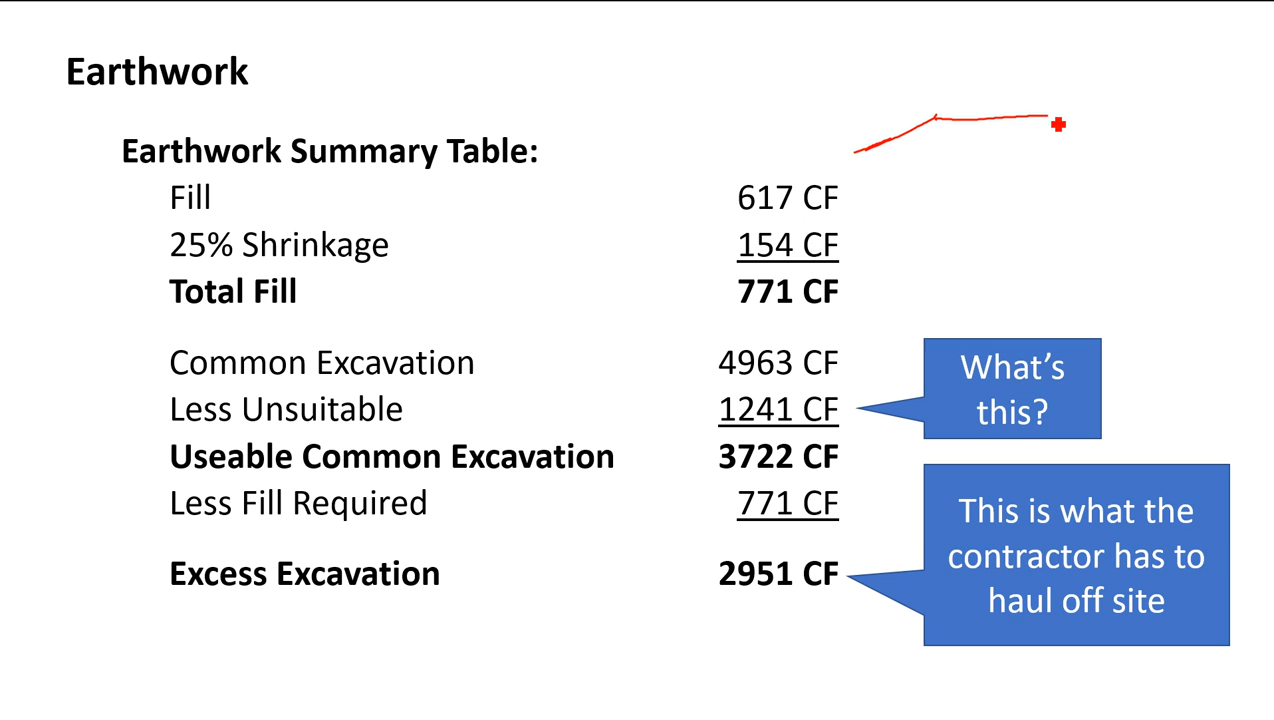 Earthwork
Earthwork Summary Table:
Fill 617 CF
25% Shrinkage 154 CF
Total Fill 771 CF
Common Excavation 4963 CF
Less Unsuitable 1241 CF
What's
this?
Useable Common Excavation 3722 CF
Less Fill Required 771 CF
Excess Excavation 2951 CF
This is what the
contractor has to
haul off site